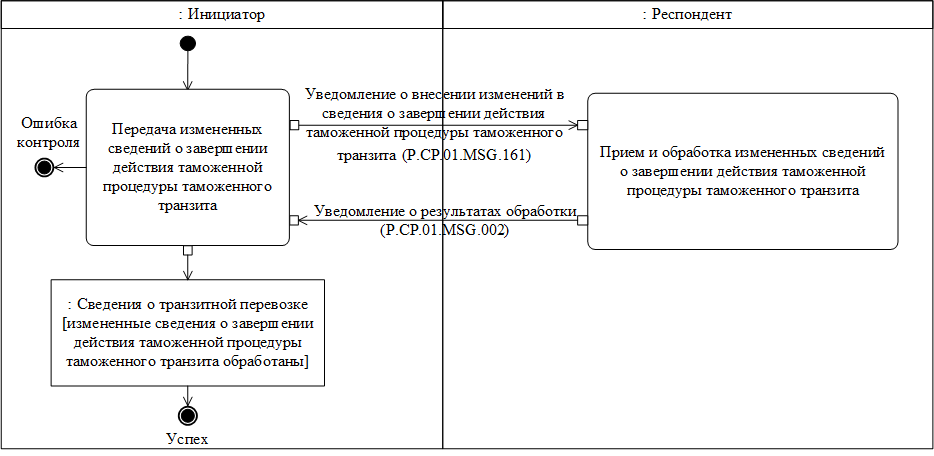 : Инициатор
: Респондент
Ошибка
контроля
Передача измененных
сведений о завершении
действия таможенной
процедуры таможенного
транзита
Уведомление о внесении изменений в
сведения о завершении действия
таможенной процедуры таможенного
транзита (P.CP.01.MSG.161)
Прием и обработка измененных сведений
о завершении действия таможенной
процедуры таможенного транзита
Уведомление о результатах обработки
(P.CP.01.MSG.002)
: Сведения о транзитной перевозке
[измененные сведения о завершении
действия таможенной процедуры
таможенного транзита обработаны]
Успех